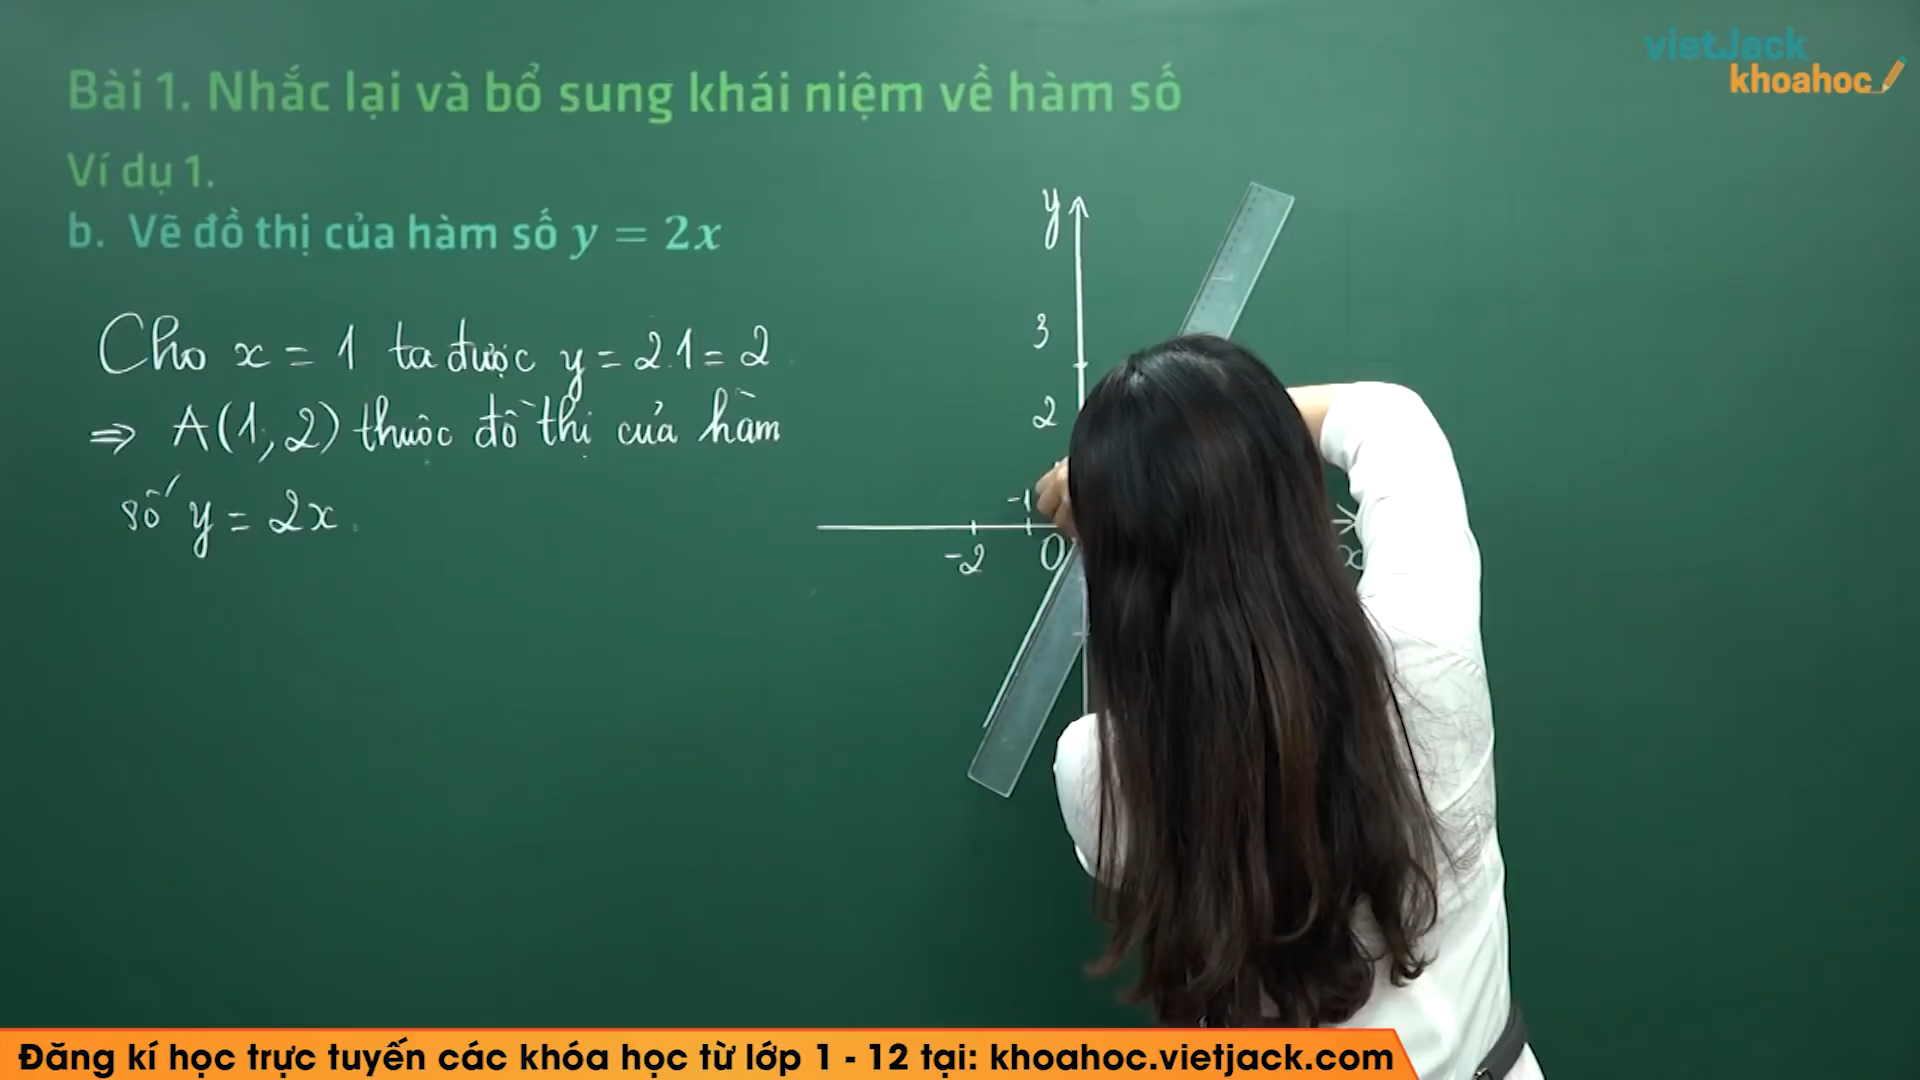 vietJack
khoahoc
Bài 1. Nhắc lại và bổ sung khái niệm về hàm số
Ví dụ 1.
b. Vẽ đồ thị của hàm số y = 2x
Cho x = 1 ta được y = 2.1 = 2
⇒ A(1, 2) thuộc đồ thị của hàm
số y = 2x.
y
3
2
-1
-2 O x
Đăng kí học trực tuyến các khóa học từ lớp 1 - 12 tại: khoahoc.vietjack.com